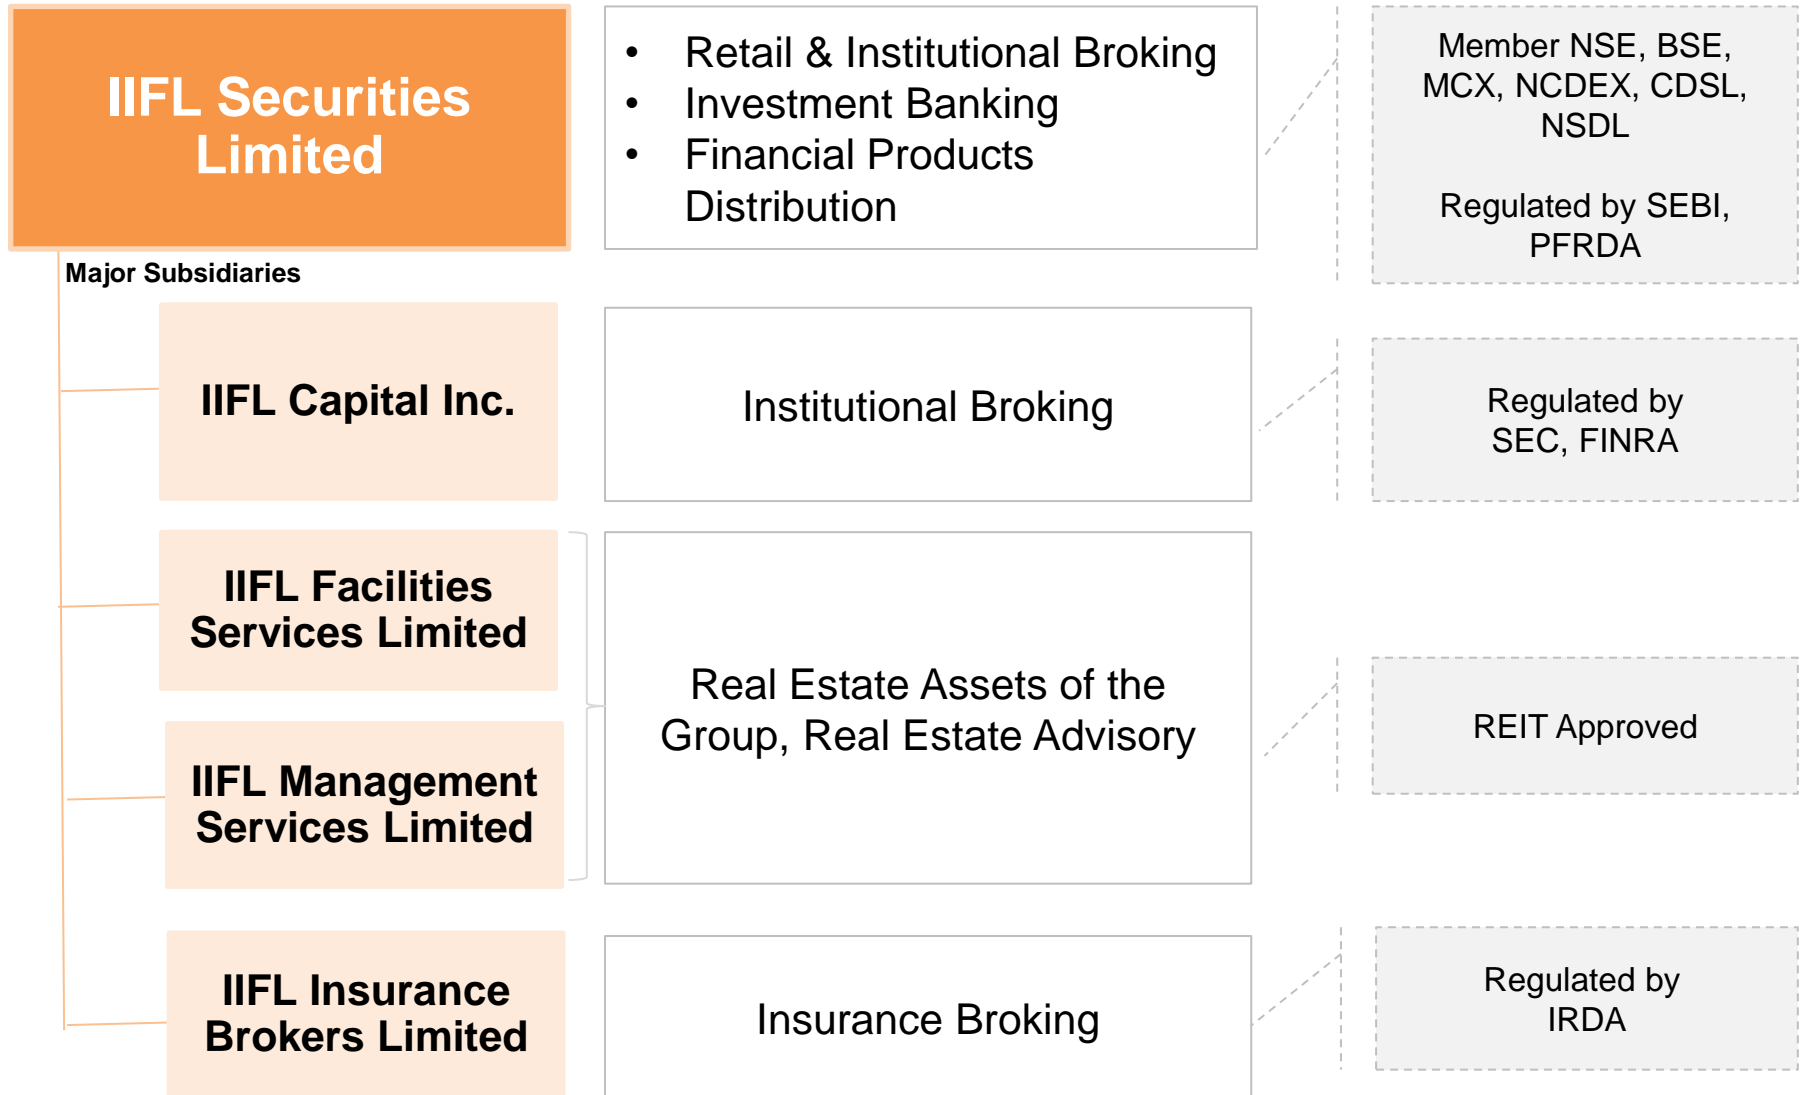 IIFL Securities
Limited
• Retail & Institutional Broking
• Investment Banking
• Financial Products
Distribution
Member NSE, BSE,
MCX, NCDEX, CDSL,
NSDL
Regulated by SEBI,
PFRDA
Major Subsidiaries
IIFL Capital Inc.
Institutional Broking
Regulated by
SEC, FINRA
IIFL Facilities
Services Limited
IIFL Management
Services Limited
Real Estate Assets of the
Group, Real Estate Advisory
REIT Approved
IIFL Insurance
Brokers Limited
Insurance Broking
Regulated by
IRDA